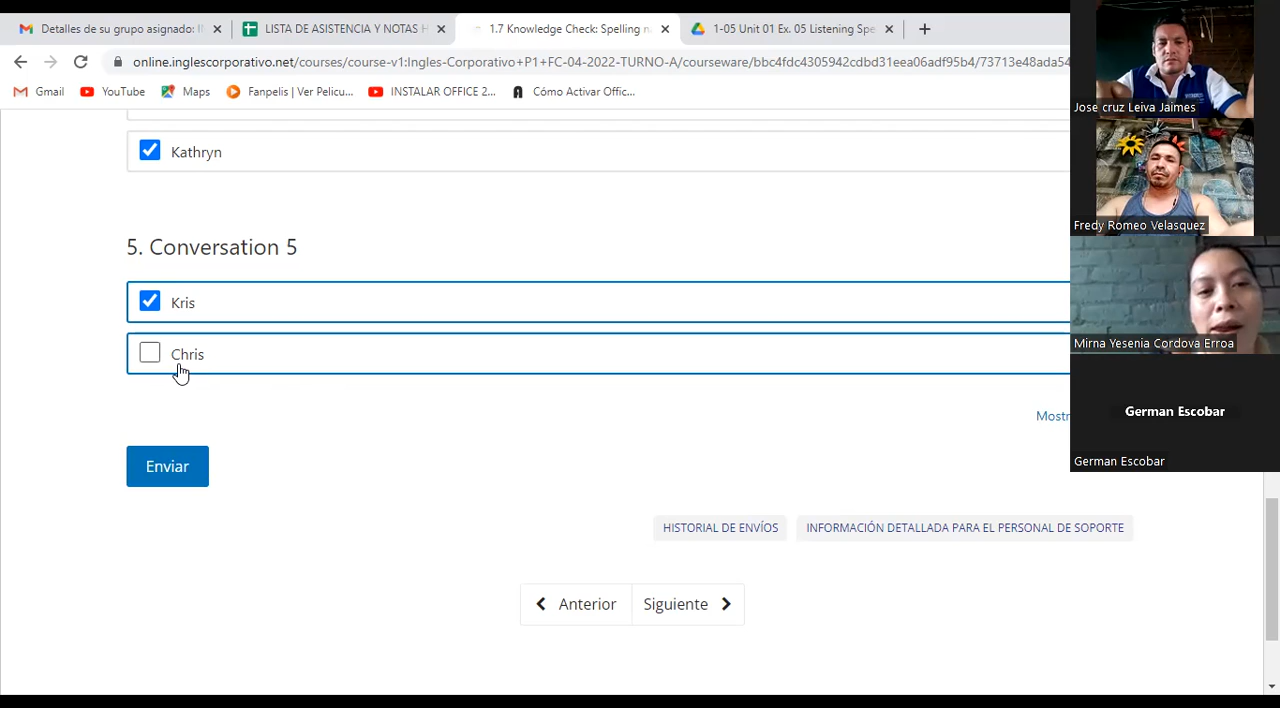 Detalles de su grupo asignado: I
LISTA DE ASISTENCIA Y NOTAS H
1.7 Knowledge Check: Spelling n
1-05 Unit 01 Ex. 05 Listening Spe
online.inglescorporativo.net/courses/course-v1:Ingles-Corporativo+P1+FC-04-2022-TURNO-A/courseware/bbc4fdc4305942cdbd31eea06adf95b4/73713e48ada54
Gmail
YouTube
Maps
Fanpelis | Ver Pelicu...
INSTALAR OFFICE 2...
Cómo Activar Offic...
Jose cruz Leiva Jaimes
Kathryn
Fredy Romeo Velasquez
5. Conversation 5
Kris
Mirna Yesenia Cordova Erroa
Chris
Mostr
German Escobar
German Escobar
Enviar
HISTORIAL DE ENVÍOS
INFORMACIÓN DETALLADA PARA EL PERSONAL DE SOPORTE
Anterior
Siguiente